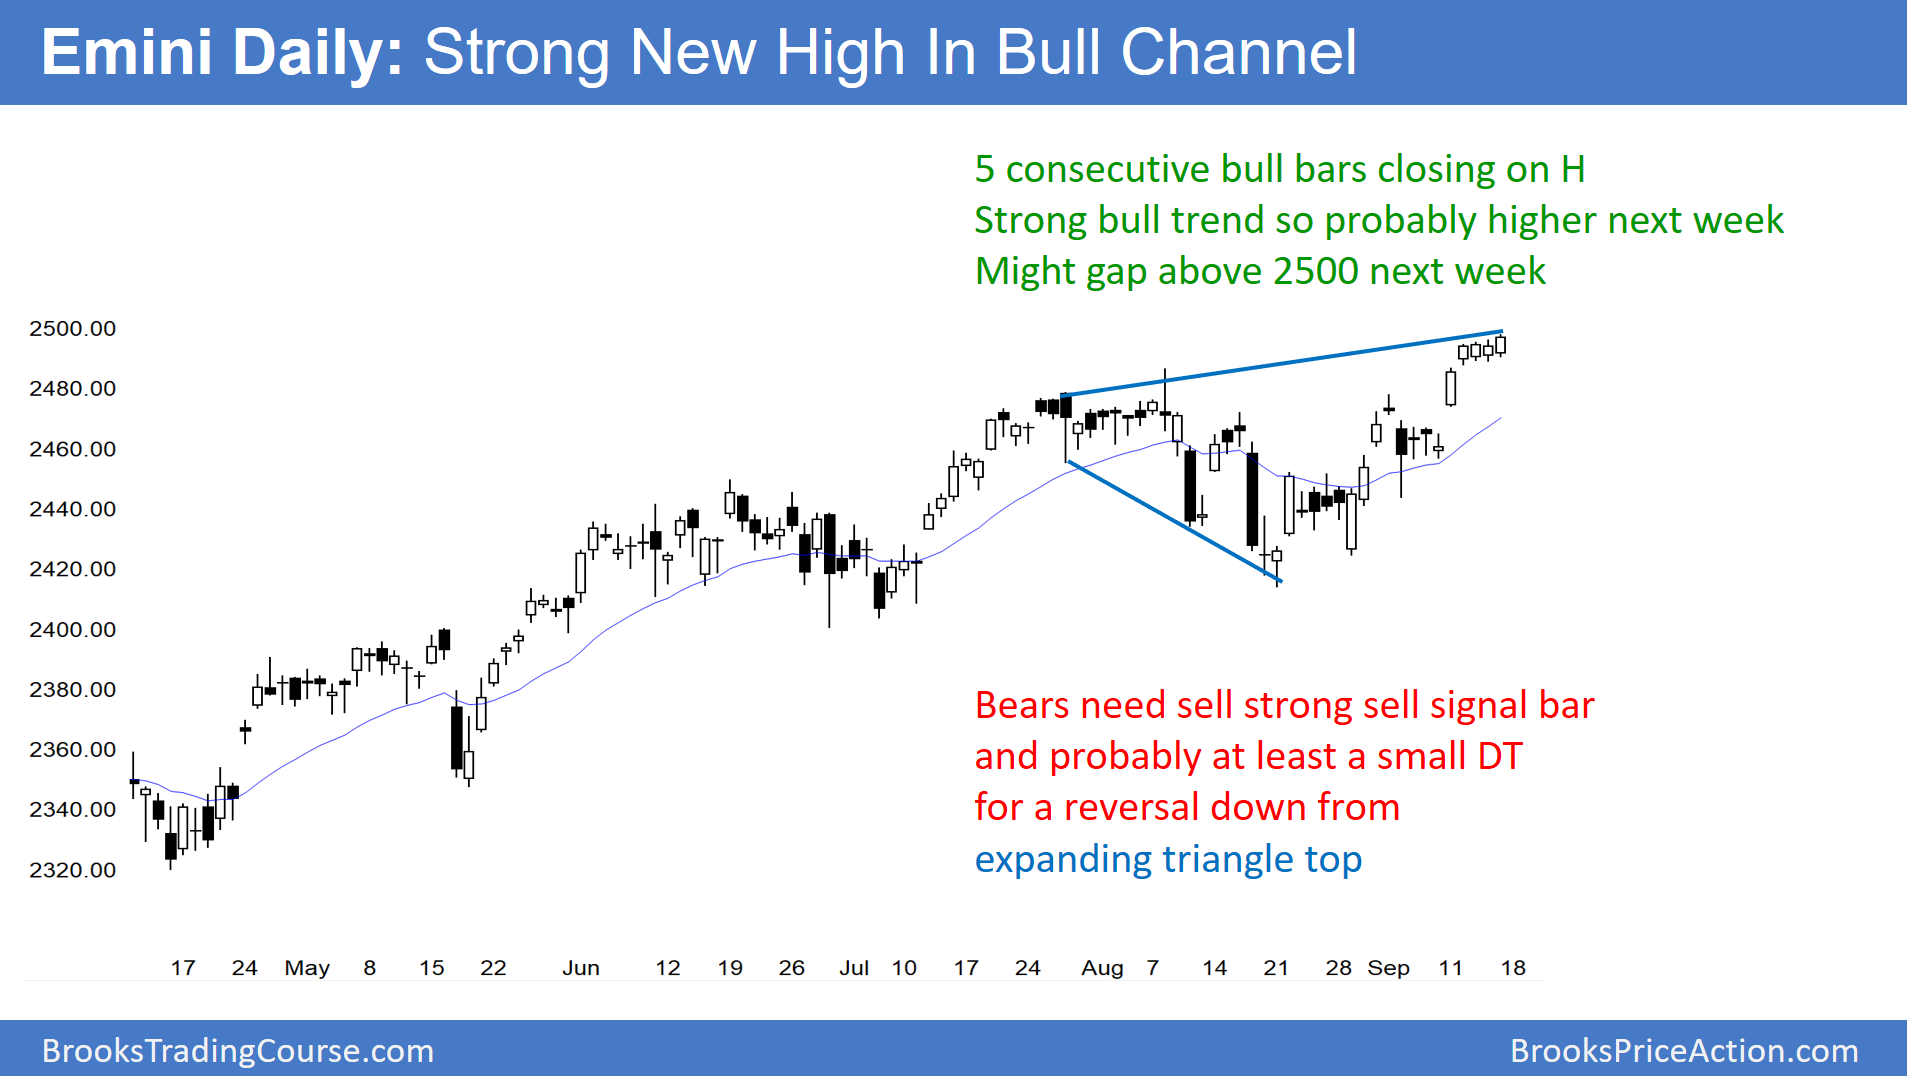 Emini Daily: Strong New High In Bull Channel
5 consecutive bull bars closing on H
Strong bull trend so probably higher next week
Might gap above 2500 next week
2500.00
2480.00
2460.00
2440.00
2420.00
2400.00
2380.00
2360.00
2340.00
2320.00
Bears need sell strong sell signal bar
and probably at least a small DT
for a reversal down from
expanding triangle top
17 24 May 8 15 22 Jun 12 19 26 Jul 10 17 24 Aug 7 14 21 28 Sep 11 18
BrooksTradingCourse.com
BrooksPriceAction.com